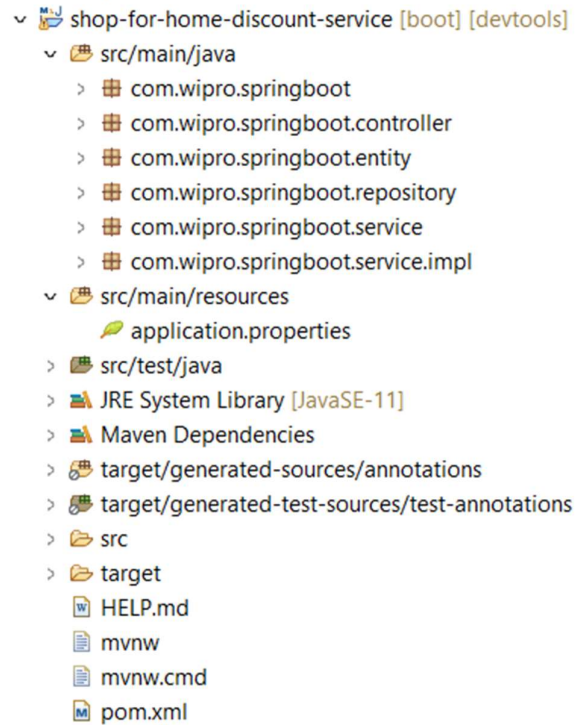 shop-for-home-discount-service [boot] [devtools]
src/main/java
com.wipro.springboot
com.wipro.springboot.controller
com.wipro.springboot.entity
com.wipro.springboot.repository
com.wipro.springboot.service
com.wipro.springboot.service.impl
src/main/resources
application.properties
src/test/java
JRE System Library [JavaSE-11]
Maven Dependencies
target/generated-sources/annotations
target/generated-test-sources/test-annotations
src
target
HELP.md
mvnw
mvnw.cmd
pom.xml